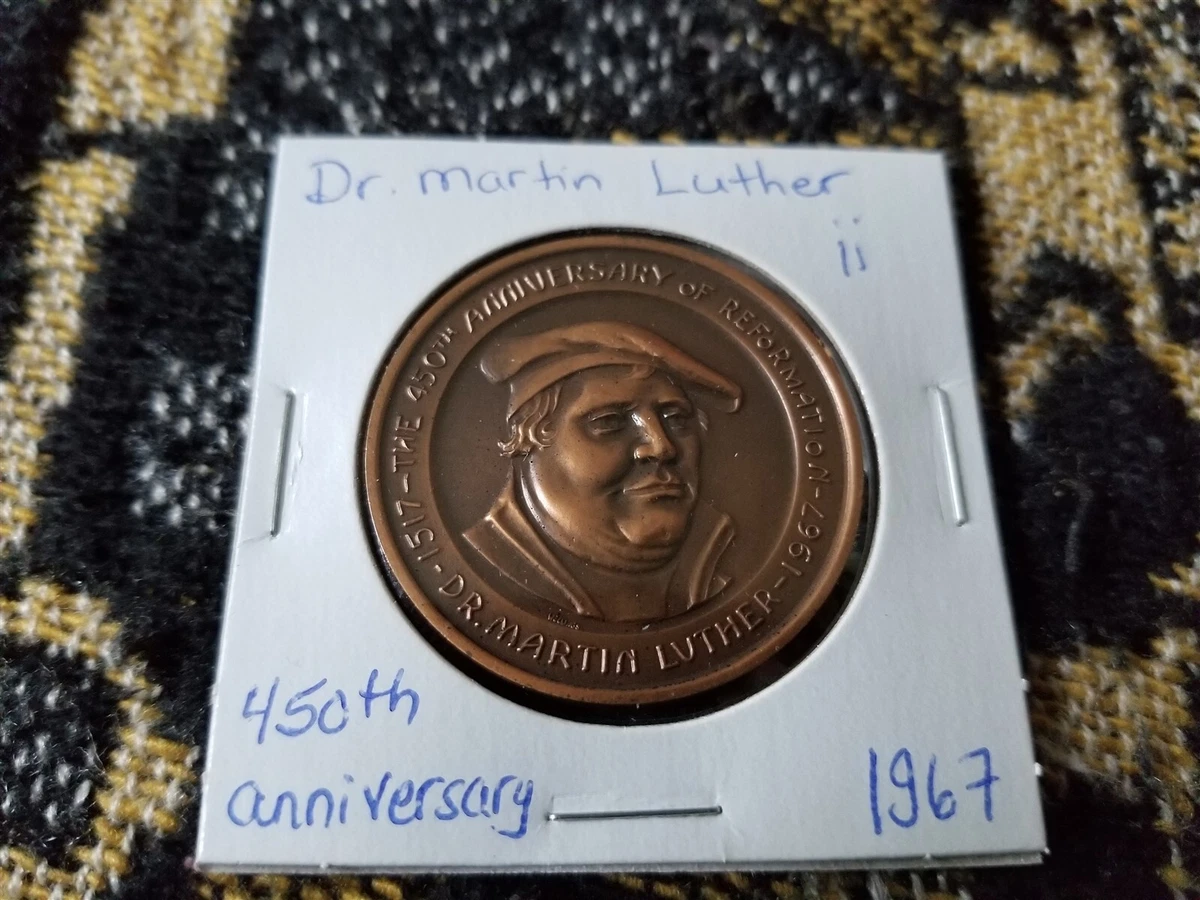 Dr. Martin Luther
ii
1517-THE 450TH ANNIVERSARY OF REFORMATION-1967-
DR. MARTIN LUTHER
450th
anniversary
1967